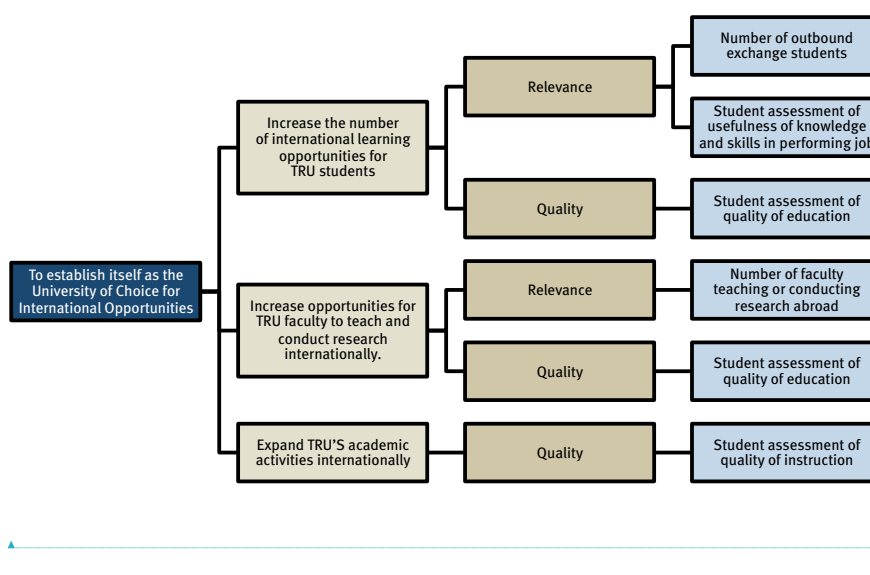 Number of outbound
exchange students
Relevance
Student assessment of
usefulness of knowledge
and skills in performing
Increase the number
of international learning
opportunities for
TRU students
Quality
Student assessment of
quality of education
To establish itself as the
University of Choice for
International Opportunities
Increase opportunities for
TRU faculty to teach and
conduct research
internationally.
Relevance
Number of faculty
teaching or conducting
research abroad
Quality
Student assessment of
quality of education
Expand TRU'S academic
activities internationally
Quality
Student assessment of
quality of instruction